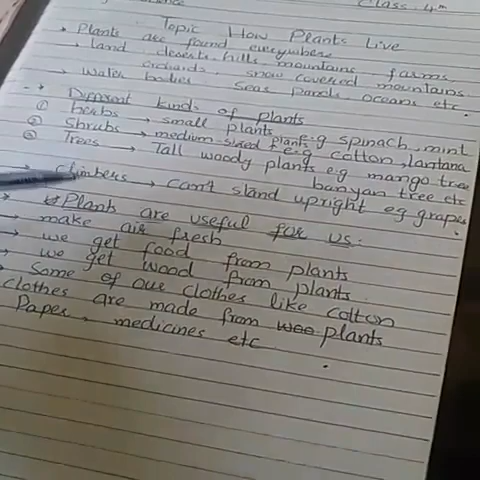 Class. 4th
Topic How Plants Live
Plants are found everywhere
→ Land deserts, hills, mountains, farms,
orchards, snow covered mountains.
→ Water bodies Seas, ponds, oceans etc.
→ Different kinds of plants
① herbs → small plants e.g spinach, mint
② Shrubs → medium-sized plants e.g cotton, lantana
③ Trees → Tall woody plants e.g mango tree
banyan tree etc
Climbers → can't stand upright eg grapes.
→ Plants are useful for us:
→ make air fresh
→ we get food from plants
→ we get wood from plants
→ Some of our clothes like cotton
clothes are made from plants
Paper, medicines etc